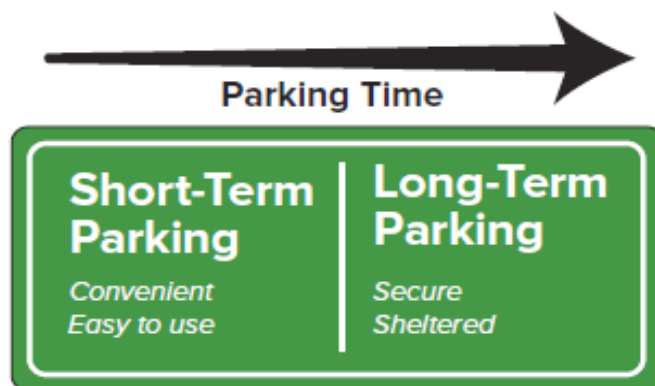 Parking Time
Short-Term
Parking
Convenient
Easy to use
Long-Term
Parking
Secure
Sheltered